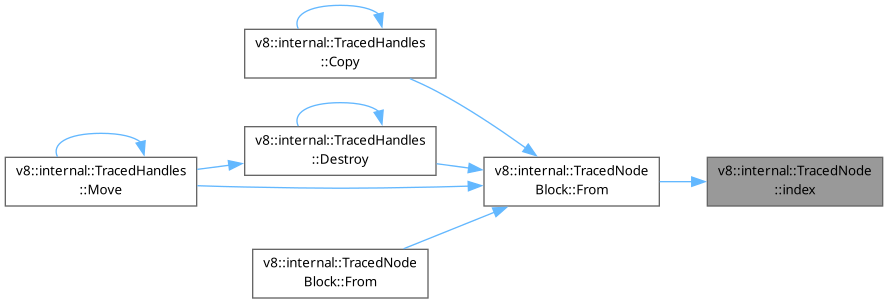 v8::internal::TracedHandles
::Copy
v8::internal::TracedHandles
::Destroy
v8::internal::TracedHandles
::Move
v8::internal::TracedNode
Block::From
v8::internal::TracedNode
::index
v8::internal::TracedNode
Block::From